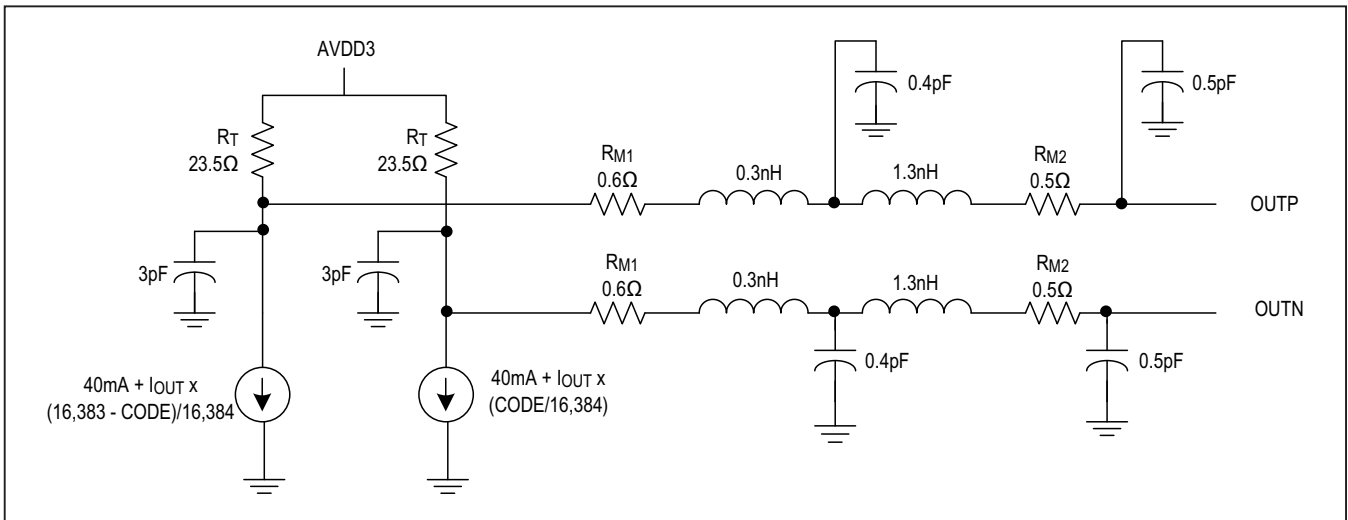 AVDD3
0.4pF
0.5pF
RT
23.5Ω
RT
23.5Ω
RM1
0.6Ω
0.3nH
1.3nH
RM2
0.5Ω
OUTP
3pF
3pF
RM1
0.6Ω
0.3nH
1.3nH
RM2
0.5Ω
OUTN
0.4pF
0.5pF
40mA + IOUT x
(16,383 - CODE)/16,384
40mA + IOUT x
(CODE/16,384)